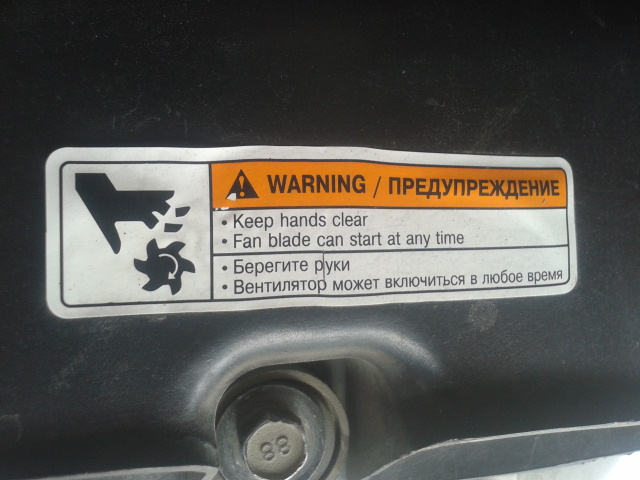 WARNING / ПРЕДУПРЕЖДЕНИЕ
• Keep hands clear
• Fan blade can start at any time
• Берегите руки
• Вентилятор может включиться в любое время
88